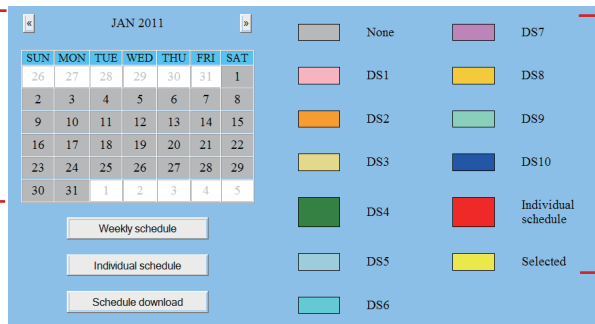 « JAN 2011 »
SUN MON TUE WED THU FRI SAT
26 27 28 29 30 31 1
2 3 4 5 6 7 8
9 10 11 12 13 14 15
16 17 18 19 20 21 22
23 24 25 26 27 28 29
30 31 1 2 3 4 5
Weekly schedule
Individual schedule
Schedule download
None
DS1
DS2
DS3
DS4
DS5
DS6
DS7
DS8
DS9
DS10
Individual
schedule
Selected